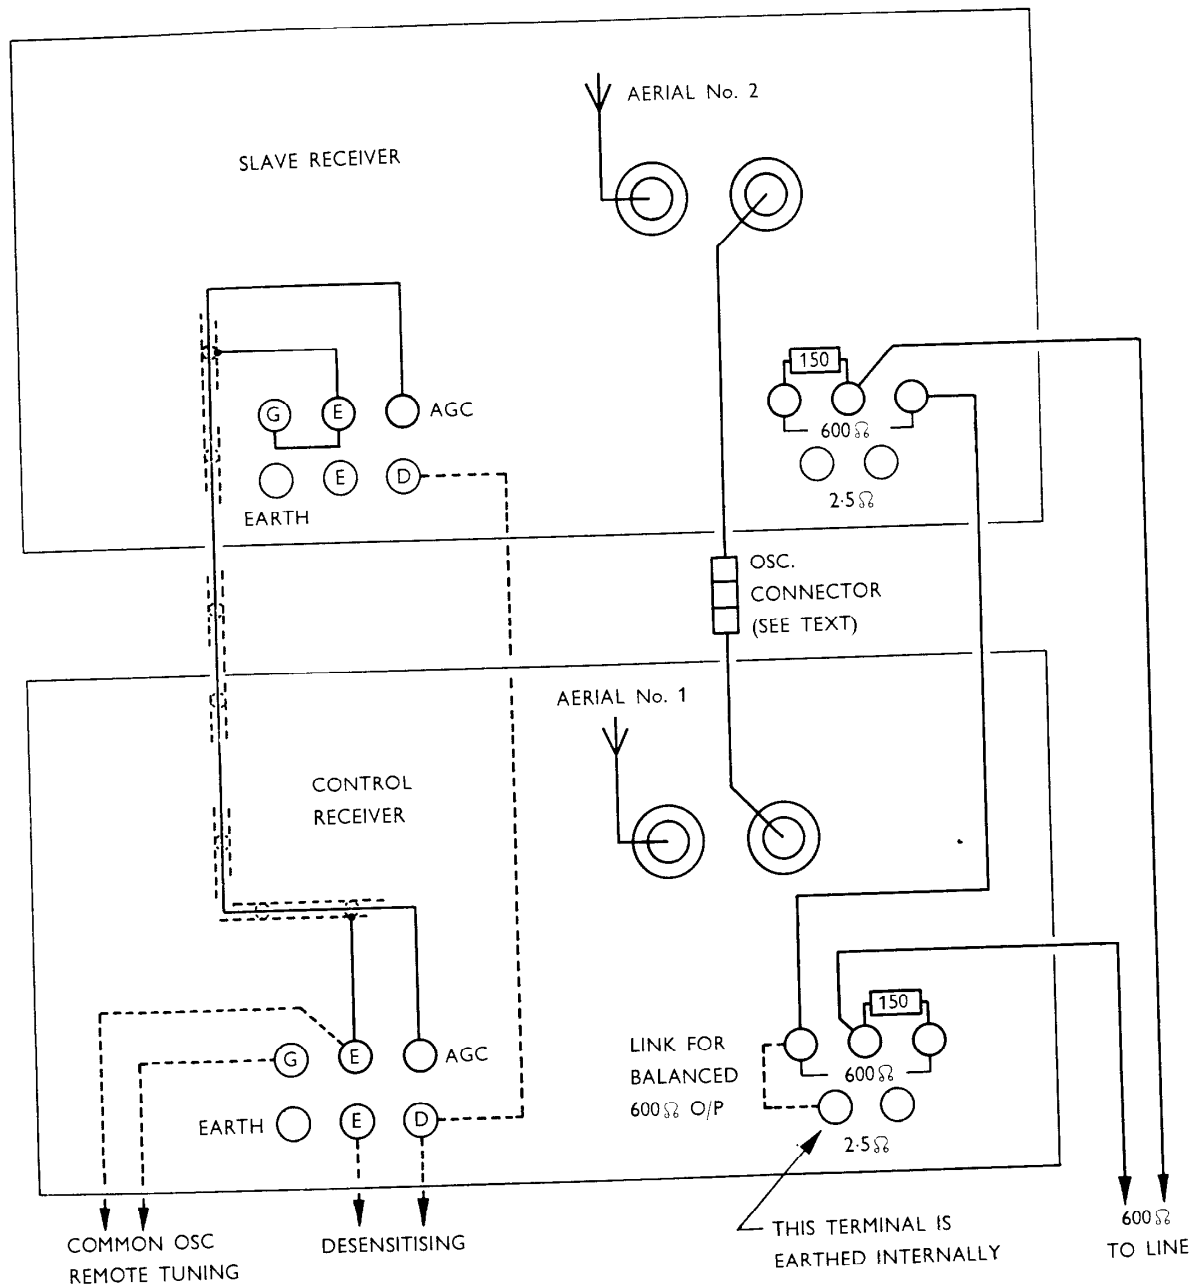 AERIAL No. 2
SLAVE RECEIVER
150
G E AGC
600Ω
E D
2·5Ω
EARTH
OSC.
CONNECTOR
(SEE TEXT)
AERIAL No. 1
CONTROL
RECEIVER
150
G E AGC
LINK FOR
BALANCED
600Ω O/P
600Ω
EARTH E D
2·5Ω
THIS TERMINAL IS
EARTHED INTERNALLY
600Ω
TO LINE
COMMON OSC
REMOTE TUNING
DESENSITISING